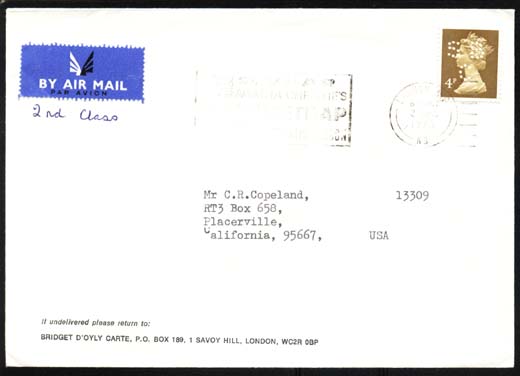 BY AIR MAIL
PAR AVION
2nd Class
4P
Mr C.R.Copeland, 13309
RT3 Box 658,
Placerville,
California, 95667, USA
If undelivered please return to:
BRIDGET D'OYLY CARTE, P.O. BOX 189, 1 SAVOY HILL, LONDON, WC2R 0BP